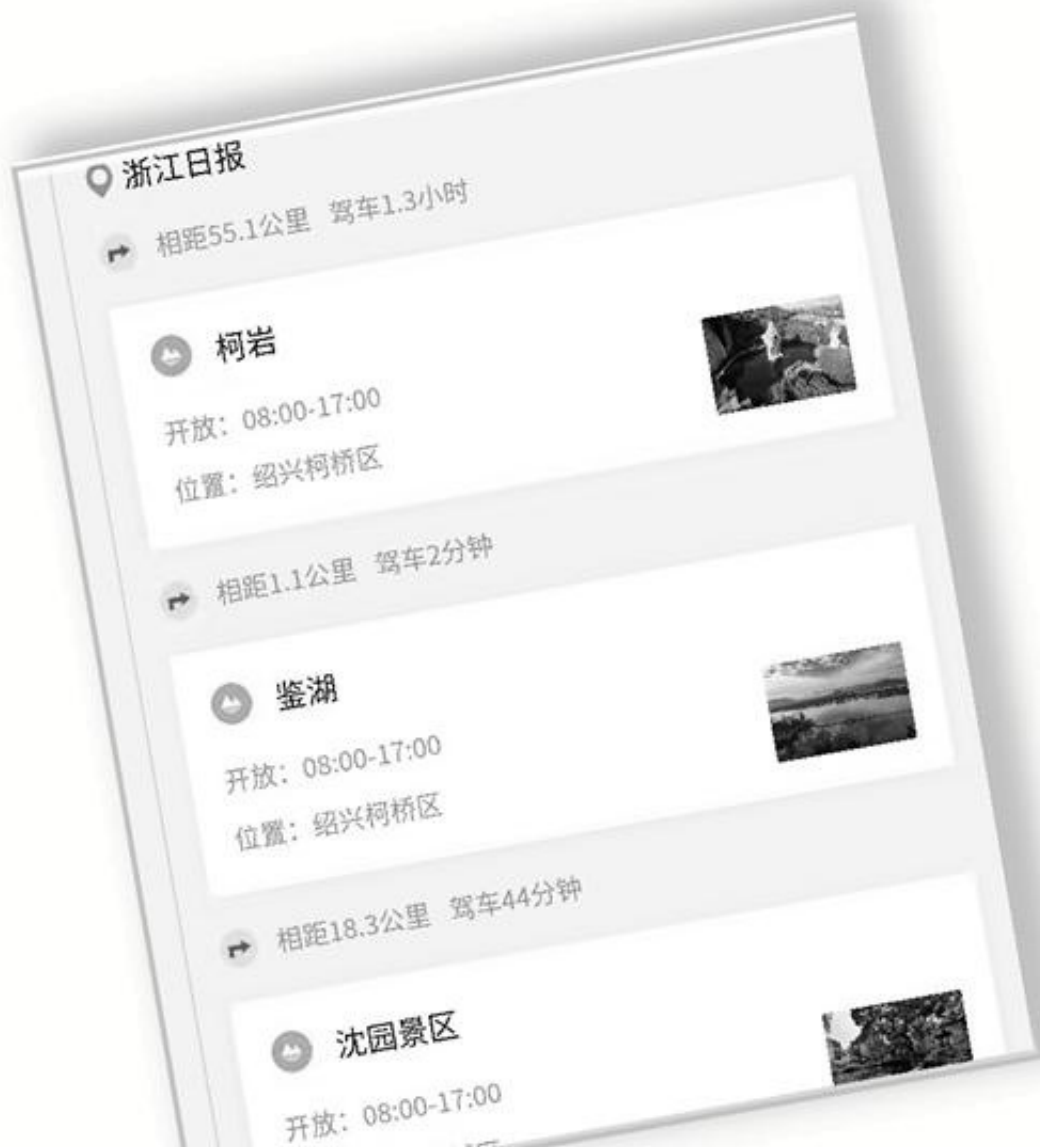 浙江日报
相距55.1公里 驾车1.3小时
柯岩
开放：08:00-17:00
位置：绍兴柯桥区
相距1.1公里 驾车2分钟
鉴湖
开放：08:00-17:00
位置：绍兴柯桥区
相距18.3公里 驾车44分钟
沈园景区
开放：08:00-17:00